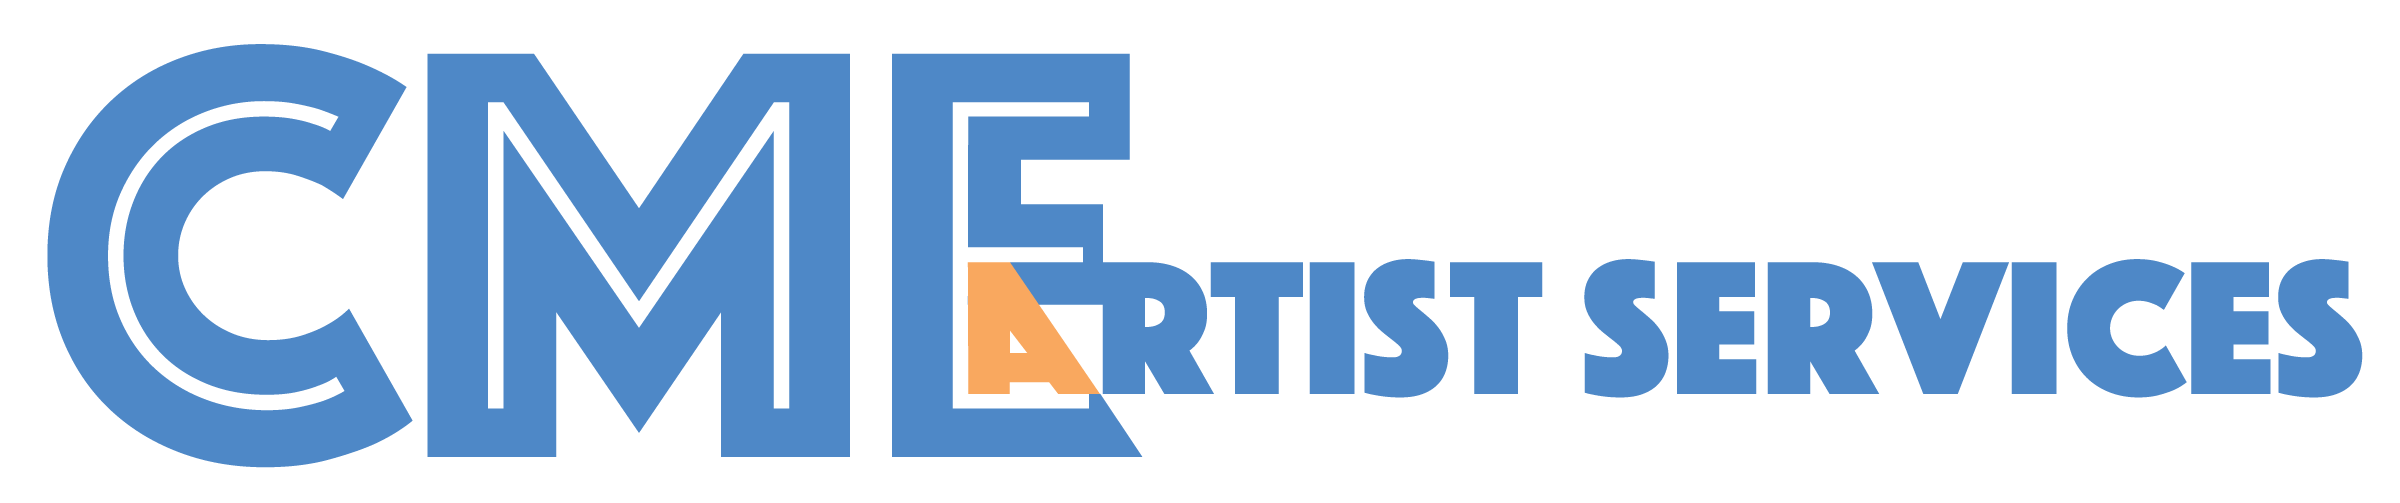 CME ARTIST SERVICES